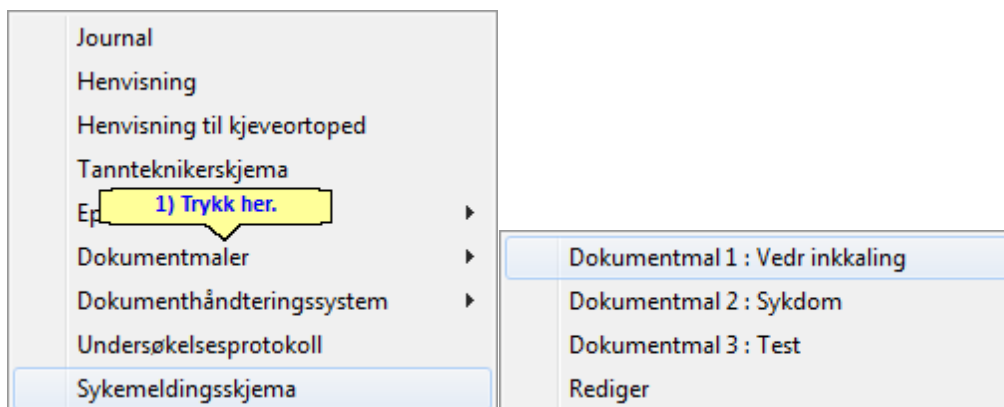 Journal
Henvisning
Henvisning til kjeveortoped
Tannteknikerskjema
Ep
1) Trykk her.
Dokumentmaler
Dokumenthåndteringssystem
Undersøkelsesprotokoll
Sykemeldingsskjema
Dokumentmal 1 : Vedr inkkaling
Dokumentmal 2 : Sykdom
Dokumentmal 3 : Test
Rediger